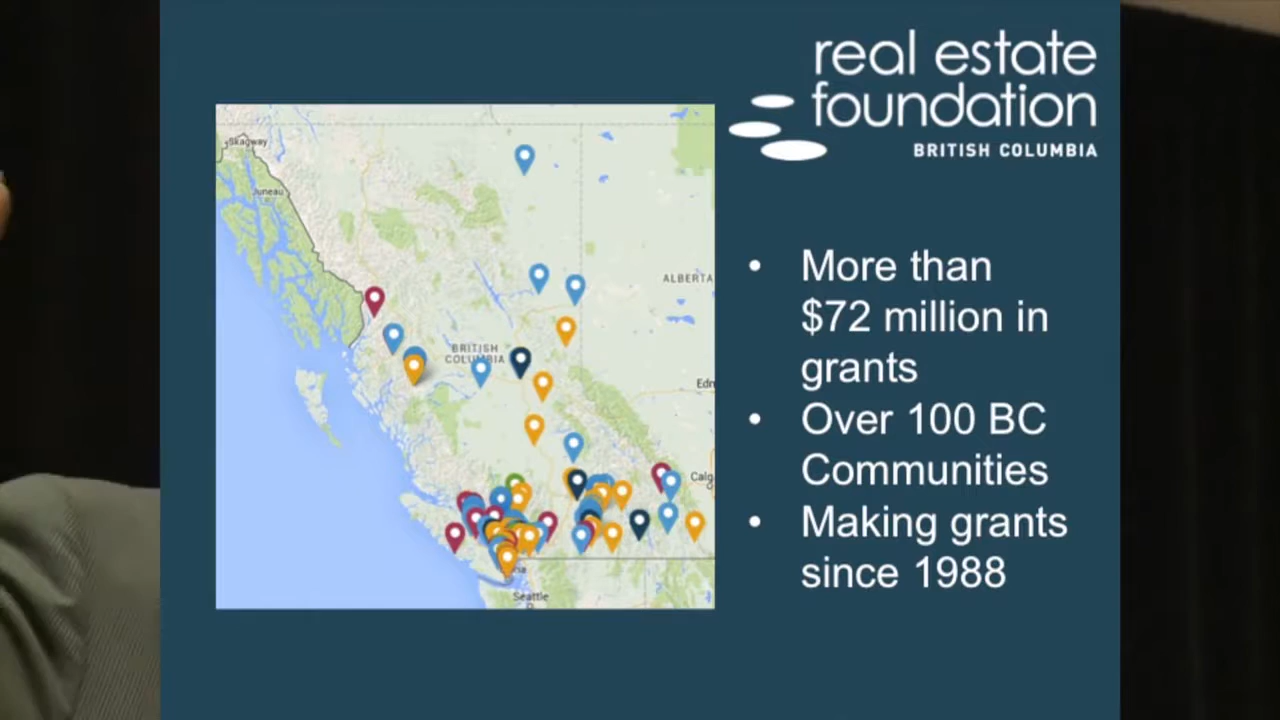 real estate
foundation
BRITISH COLUMBIA
Skagway
Juneau
ALBERTA
BRITISH
COLUMBIA
Seattle
• More than
$72 million in
grants
• Over 100 BC
Communities
• Making grants
since 1988